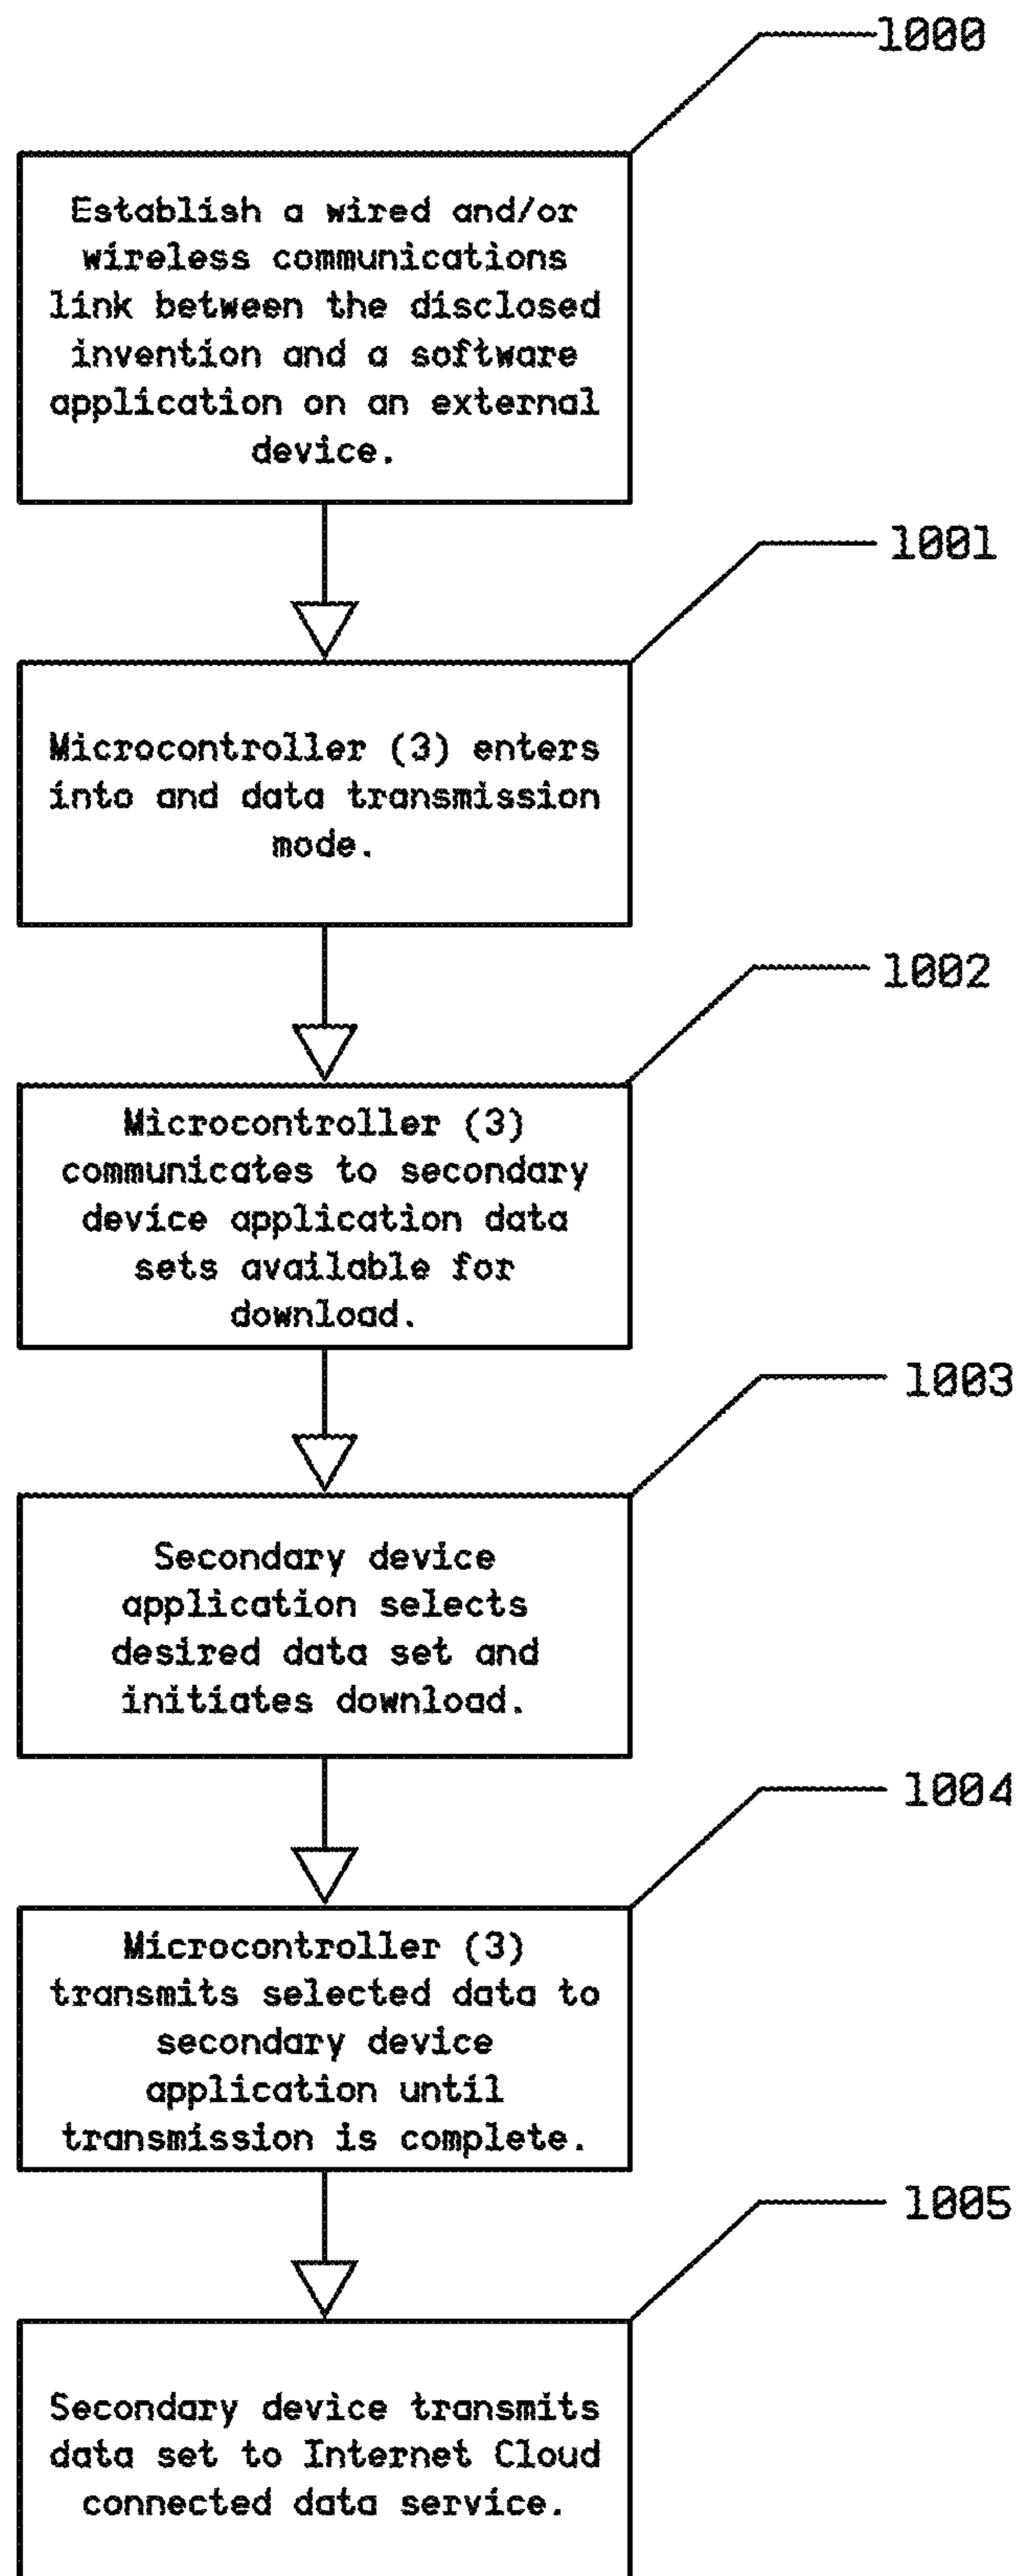 1000
Establish a wired and/or
wireless communications
link between the disclosed
invention and a software
application on an external
device.
1001
Microcontroller (3) enters
into and data transmission
mode.
1002
Microcontroller (3)
communicates to secondary
device application data
sets available for
download.
1003
Secondary device
application selects
desired data set and
initiates download.
1004
Microcontroller (3)
transmits selected data to
secondary device
application until
transmission is complete.
1005
Secondary device transmits
data set to Internet Cloud
connected data service.